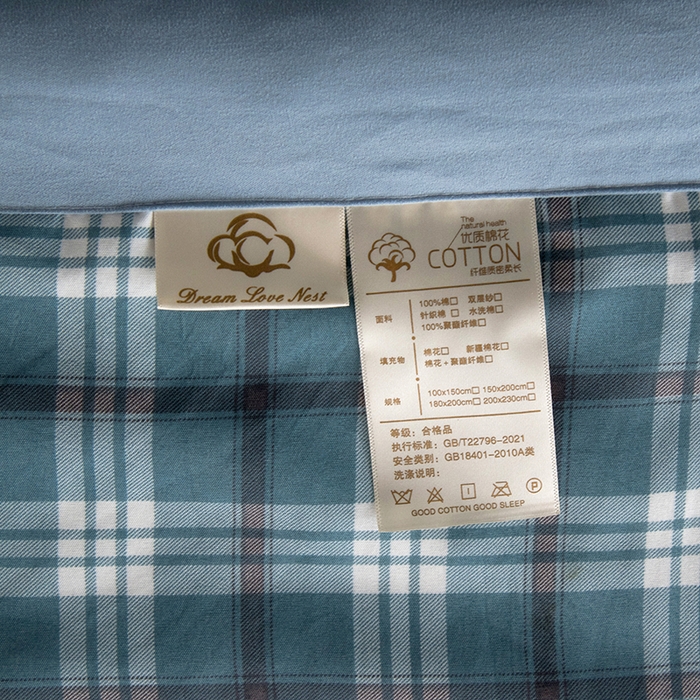 Dream Love Nest
The
natural health
优质棉花
COTTON
纤维质密柔长
面料
100%棉□ 双层纱□
针织棉 □ 水洗棉□
100%聚酯纤维□
填充物
棉花□ 新疆棉花□
棉花+聚酯纤维□
规格
100x150cm□ 150x200cm□
180x200cm□ 200x230cm□
等级：合格品
执行标准：GB/T22796-2021
安全类别：GB18401-2010A类
洗涤说明：
P
GOOD COTTON GOOD SLEEP